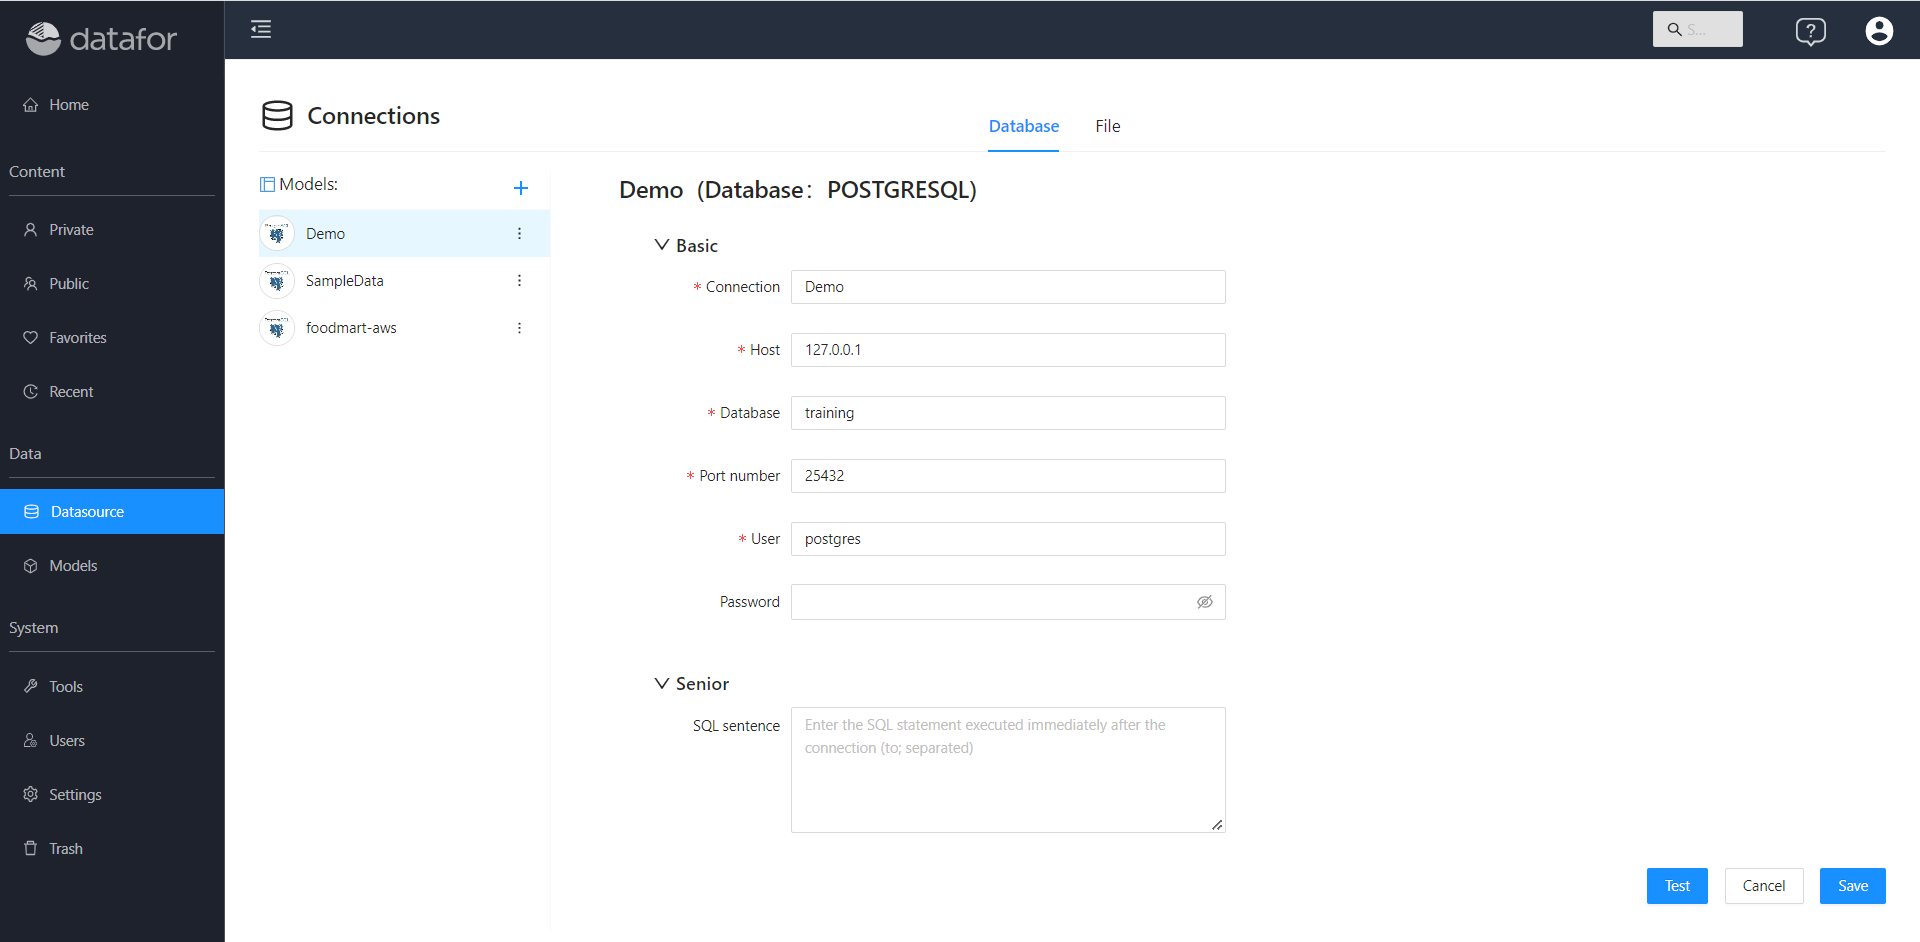 datafor
S...
?
Home
Content
Private
Public
Favorites
Recent
Data
Datasource
Models
System
Tools
Users
Settings
Trash
Connections
Database
File
Models:
Demo
SampleData
foodmart-aws
Demo（Database：POSTGRESQL)
Basic
* Connection Demo
* Host 127.0.0.1
* Database training
* Port number 25432
* User postgres
Password
Senior
SQL sentence Enter the SQL statement executed immediately after the
connection (to; separated)
Test Cancel Save